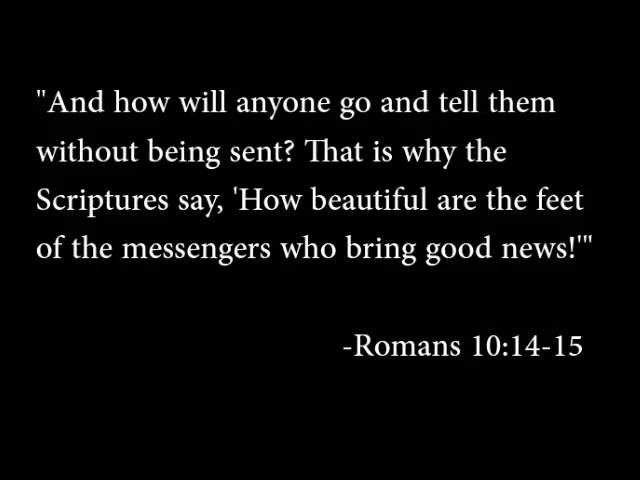 "And how will anyone go and tell them
without being sent? That is why the
Scriptures say, 'How beautiful are the feet
of the messengers who bring good news!'"
-Romans 10:14-15